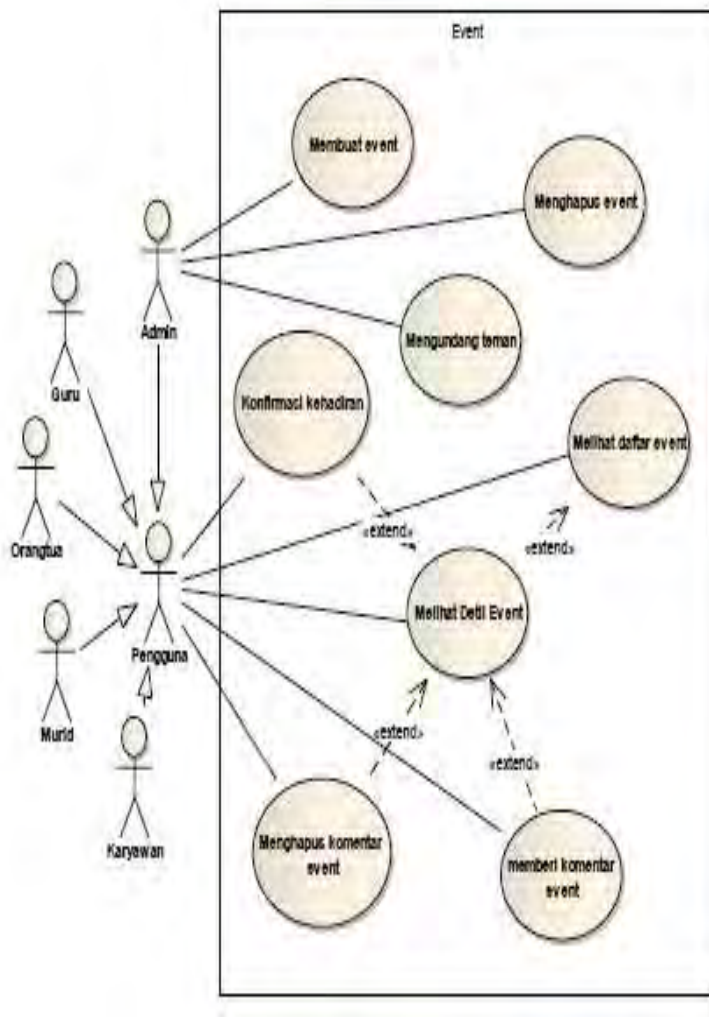 Event
Membuat event
Menghapus event
Admin
Mengundang teman
Guru
Konfirmasi kehadiran
Melihat daftar event
Orangtua
«extend»
«extend»
Melihat Detil Event
Pengguna
Murid
«extend»
«extend»
Karyawan
Menghapus komentar
event
memberi komentar
event